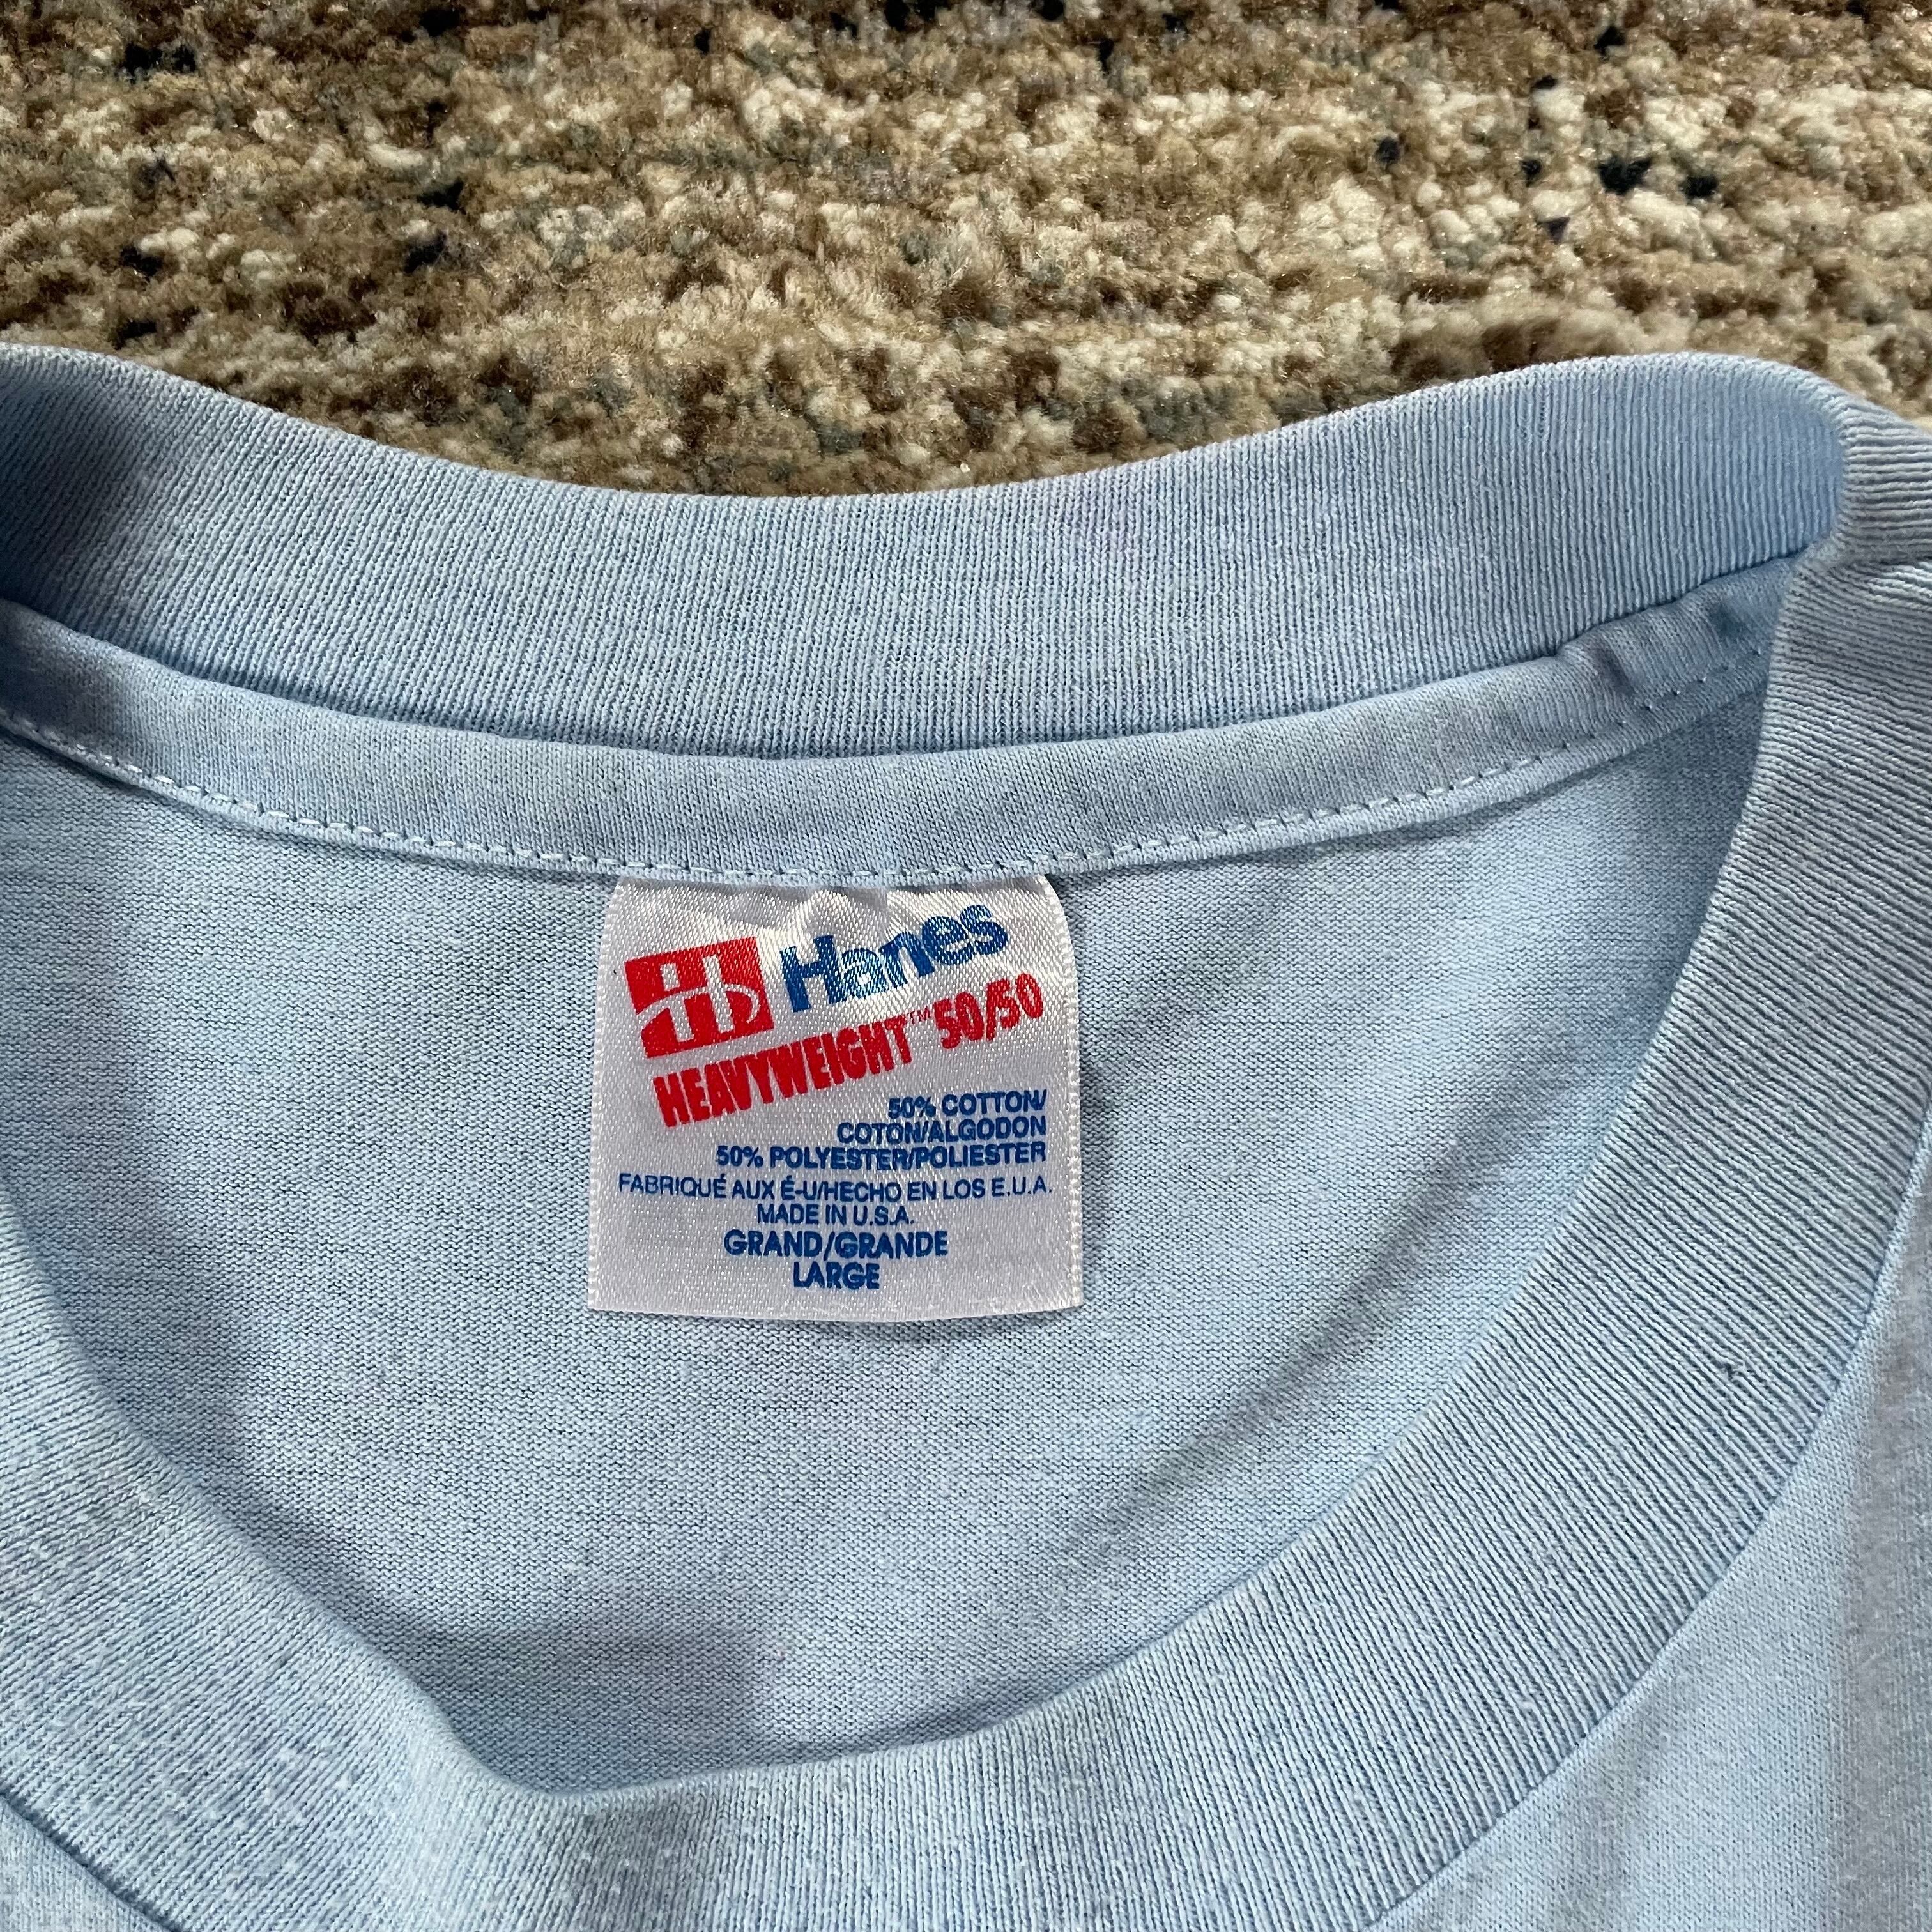 Hanes
HEAVYWEIGHT™ 50/50
50% COTTON/
COTON/ALGODON
50% POLYESTER/POLIESTER
FABRIQUÉ AUX É-U/HECHO EN LOS E.U.A.
MADE IN U.S.A.
GRAND/GRANDE
LARGE